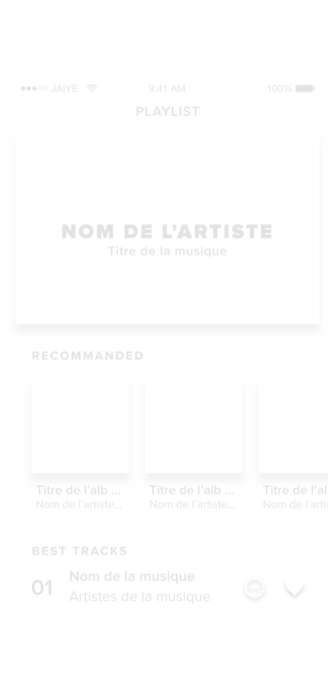 JAIYE 9:41 AM 100%
PLAYLIST
NOM DE L'ARTISTE
Titre de la musique
RECOMMANDED
Titre de l'alb ... Titre de l'alb ... Titre de l'alb
Nom de l'artiste... Nom de l'artiste... Nom de l'arti
BEST TRACKS
01 Nom de la musique
Artistes de la musique